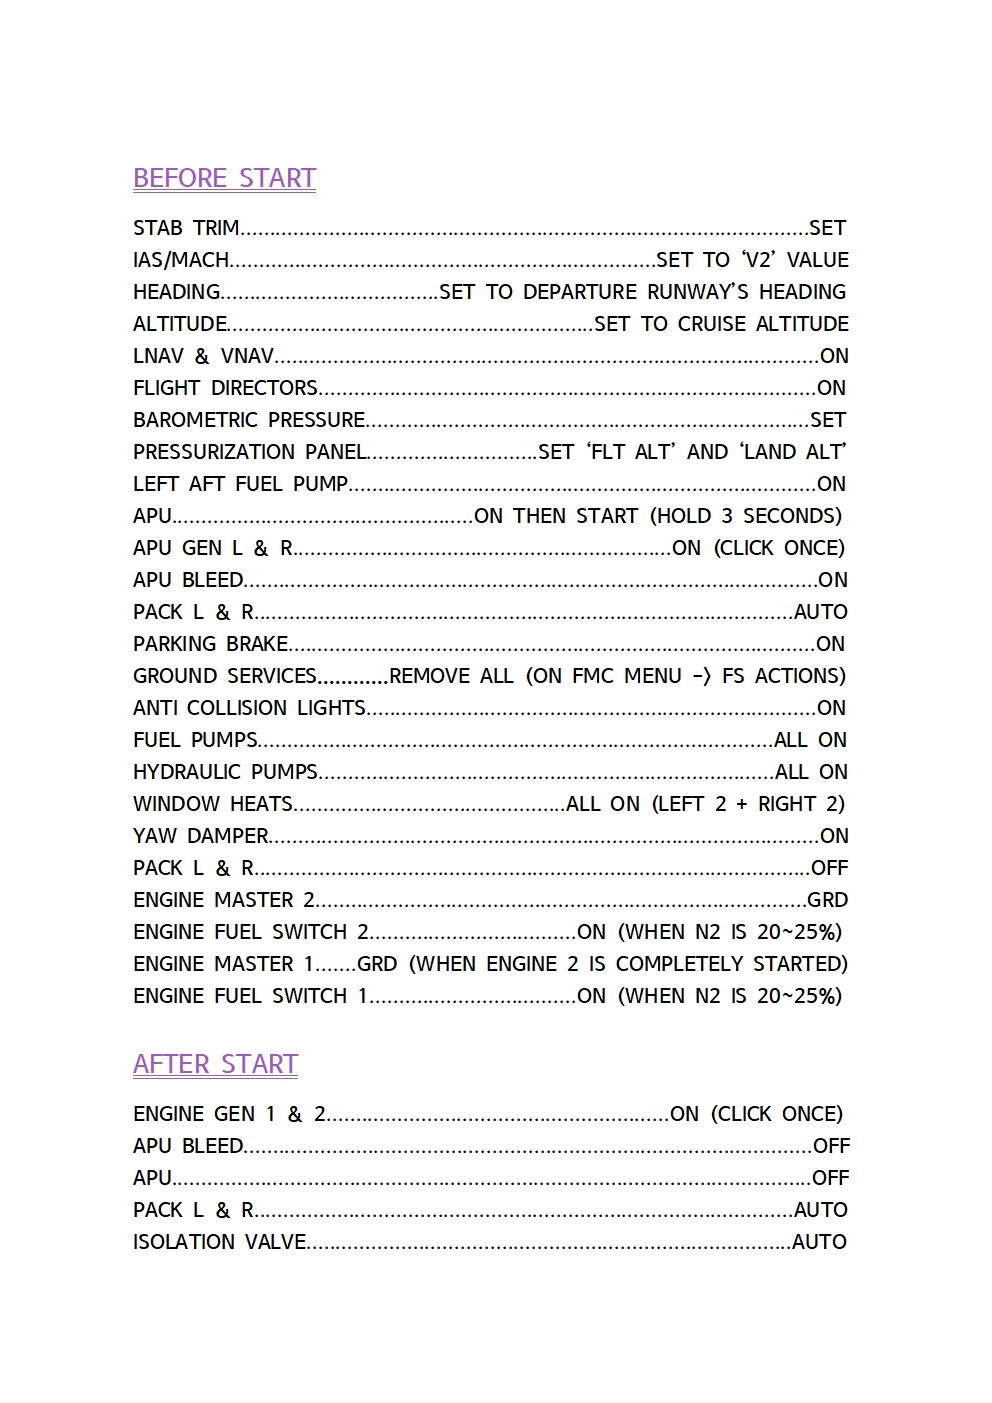 BEFORE START
STAB TRIM................................................................................................SET
IAS/MACH........................................................................SET TO ‘V2’ VALUE
HEADING.....................................SET TO DEPARTURE RUNWAY’S HEADING
ALTITUDE..............................................................SET TO CRUISE ALTITUDE
LNAV & VNAV............................................................................................ON
FLIGHT DIRECTORS....................................................................................ON
BAROMETRIC PRESSURE...........................................................................SET
PRESSURIZATION PANEL.............................SET ‘FLT ALT’ AND ‘LAND ALT’
LEFT AFT FUEL PUMP...............................................................................ON
APU...................................................ON THEN START (HOLD 3 SECONDS)
APU GEN L & R................................................................ON (CLICK ONCE)
APU BLEED.................................................................................................ON
PACK L & R...........................................................................................AUTO
PARKING BRAKE.........................................................................................ON
GROUND SERVICES............REMOVE ALL (ON FMC MENU -> FS ACTIONS)
ANTI COLLISION LIGHTS............................................................................ON
FUEL PUMPS.......................................................................................ALL ON
HYDRAULIC PUMPS.............................................................................ALL ON
WINDOW HEATS..............................................ALL ON (LEFT 2 + RIGHT 2)
YAW DAMPER.............................................................................................ON
PACK L & R..............................................................................................OFF
ENGINE MASTER 2...................................................................................GRD
ENGINE FUEL SWITCH 2...................................ON (WHEN N2 IS 20~25%)
ENGINE MASTER 1.......GRD (WHEN ENGINE 2 IS COMPLETELY STARTED)
ENGINE FUEL SWITCH 1...................................ON (WHEN N2 IS 20~25%)
AFTER START
ENGINE GEN 1 & 2..........................................................ON (CLICK ONCE)
APU BLEED................................................................................................OFF
APU............................................................................................................OFF
PACK L & R...........................................................................................AUTO
ISOLATION VALVE..................................................................................AUTO